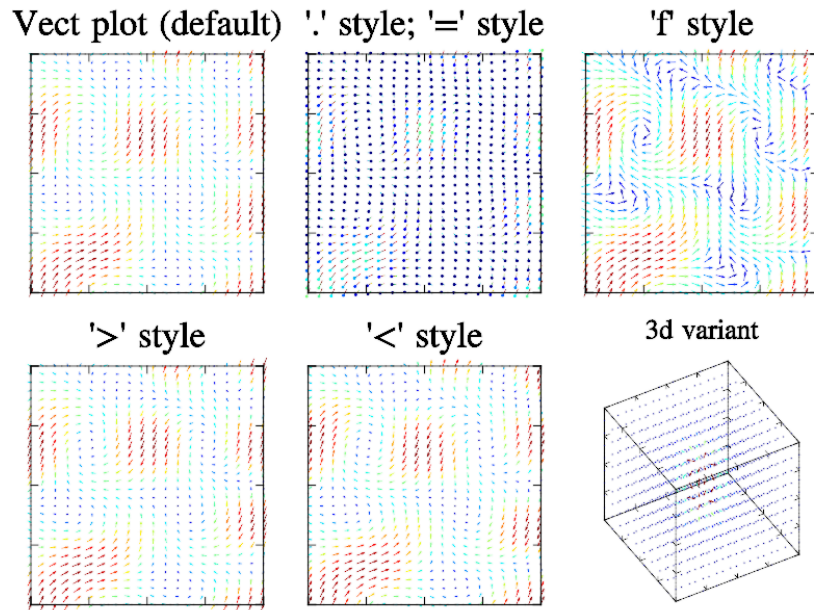 Vect plot (default)
'.' style; '=' style
'f' style
'>' style
'<' style
3d variant